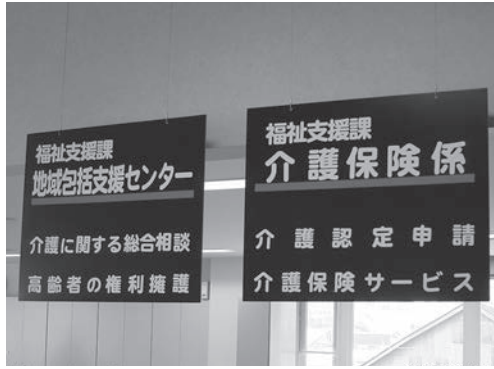 福祉支援課
地域包括支援センター
介護に関する総合相談
高齢者の権利擁護
福祉支援課
介護保険係
介護認定申請
介護保険サービス